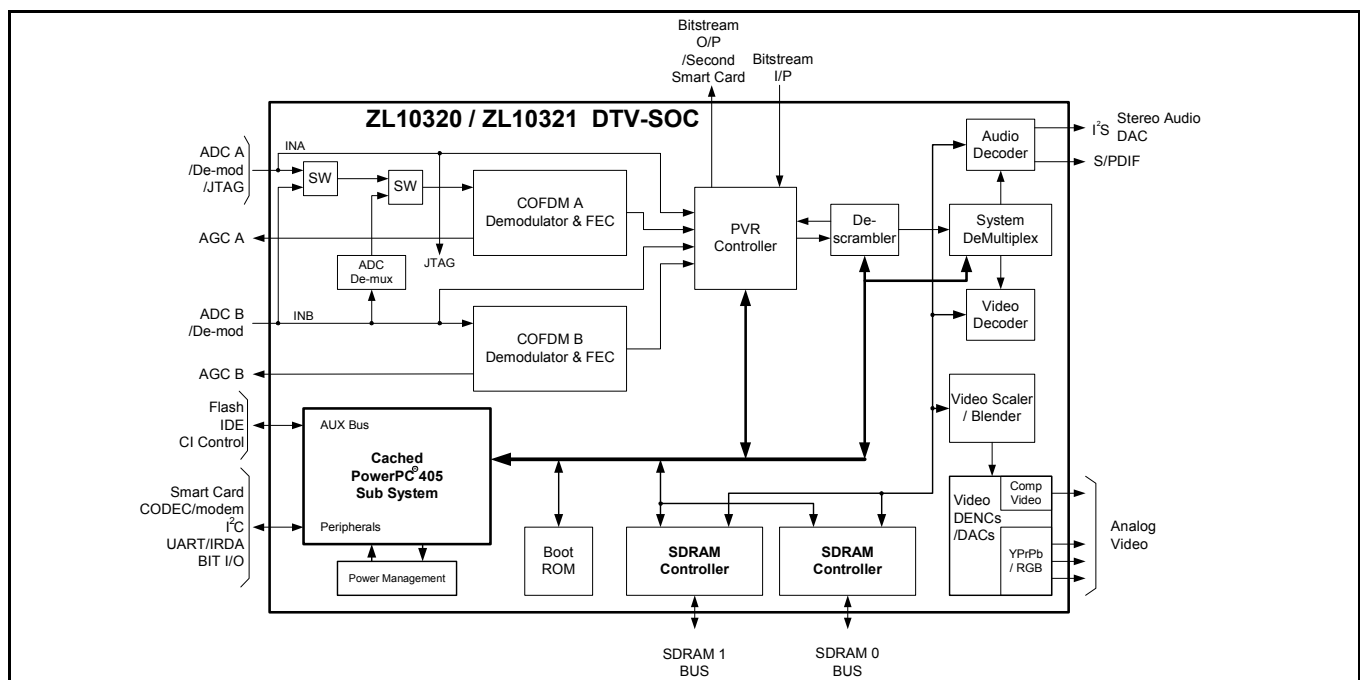 Bitstream
O/P
/Second
Smart Card
Bitstream
I/P
ZL10320 / ZL10321 DTV-SOC
ADC A
/De-mod
/JTAG
INA
SW
SW
COFDM A
Demodulator & FEC
AGC A
ADC
De-mux
JTAG
ADC B
/De-mod
INB
COFDM B
Demodulator & FEC
AGC B
PVR
Controller
De-
scrambler
System
DeMultiplex
Audio
Decoder
I²S
Stereo Audio
DAC
S/PDIF
Video
Decoder
Video Scaler
/ Blender
Video
DENCs
/DACs
Comp
Video
YPrPb
/ RGB
Analog
Video
Flash
IDE
CI Control
AUX Bus
Cached
PowerPC® 405
Sub System
Peripherals
Smart Card
CODEC/modem
I²C
UART/IRDA
BIT I/O
Power Management
Boot
ROM
SDRAM
Controller
SDRAM
Controller
SDRAM 1
BUS
SDRAM 0
BUS